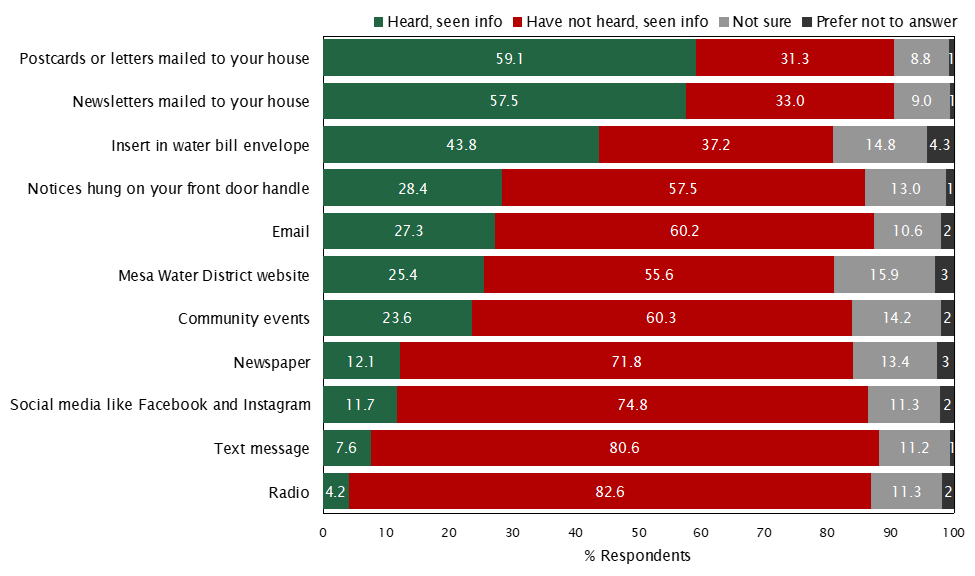 Heard, seen info Have not heard, seen info Not sure Prefer not to answer
Postcards or letters mailed to your house 59.1 31.3 8.8 1
Newsletters mailed to your house 57.5 33.0 9.0 1
Insert in water bill envelope 43.8 37.2 14.8 4.3
Notices hung on your front door handle 28.4 57.5 13.0 1
Email 27.3 60.2 10.6 2
Mesa Water District website 25.4 55.6 15.9 3
Community events 23.6 60.3 14.2 2
Newspaper 12.1 71.8 13.4 3
Social media like Facebook and Instagram 11.7 74.8 11.3 2
Text message 7.6 80.6 11.2 1
Radio 4.2 82.6 11.3 2
0 10 20 30 40 50 60 70 80 90 100
% Respondents